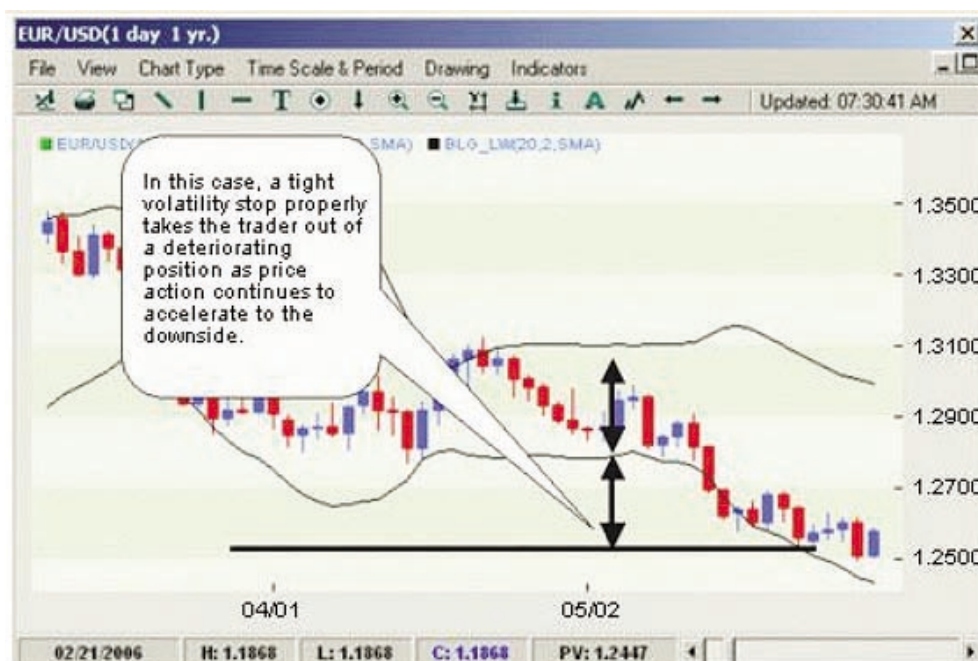 EUR/USD(1 day 1 yr.)
File View Chart Type Time Scale & Period Drawing Indicators
T i A Updated: 07:30:41 AM
EUR/USD( ,SMA) BLG_LW(20,2,SMA)
In this case, a tight
volatility stop properly
takes the trader out of
a deteriorating
position as price
action continues to
accelerate to the
downside.
1.3500
1.3300
1.3100
1.2900
1.2700
1.2500
04/01 05/02
02/21/2006 H: 1.1868 L: 1.1868 C: 1.1868 PV: 1.2447